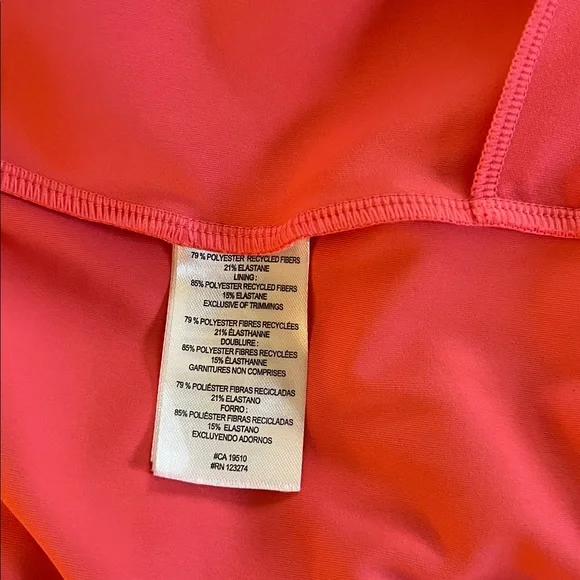 79 % POLYESTER RECYCLED FIBERS
21% ELASTANE
LINING :
85% POLYESTER RECYCLED FIBERS
15% ELASTANE
EXCLUSIVE OF TRIMMINGS
79 % POLYESTER FIBRES RECYCLÉES
21% ÉLASTHANNE
DOUBLURE :
85% POLYESTER FIBRES RECYCLÉES
15% ÉLASTHANNE
GARNITURES NON COMPRISES
79 % POLIÉSTER FIBRAS RECICLADAS
21% ELASTANO
FORRO :
85% POLIÉSTER FIBRAS RECICLADAS
15% ELASTANO
EXCLUYENDO ADORNOS
#CA 19510
#RN 123274